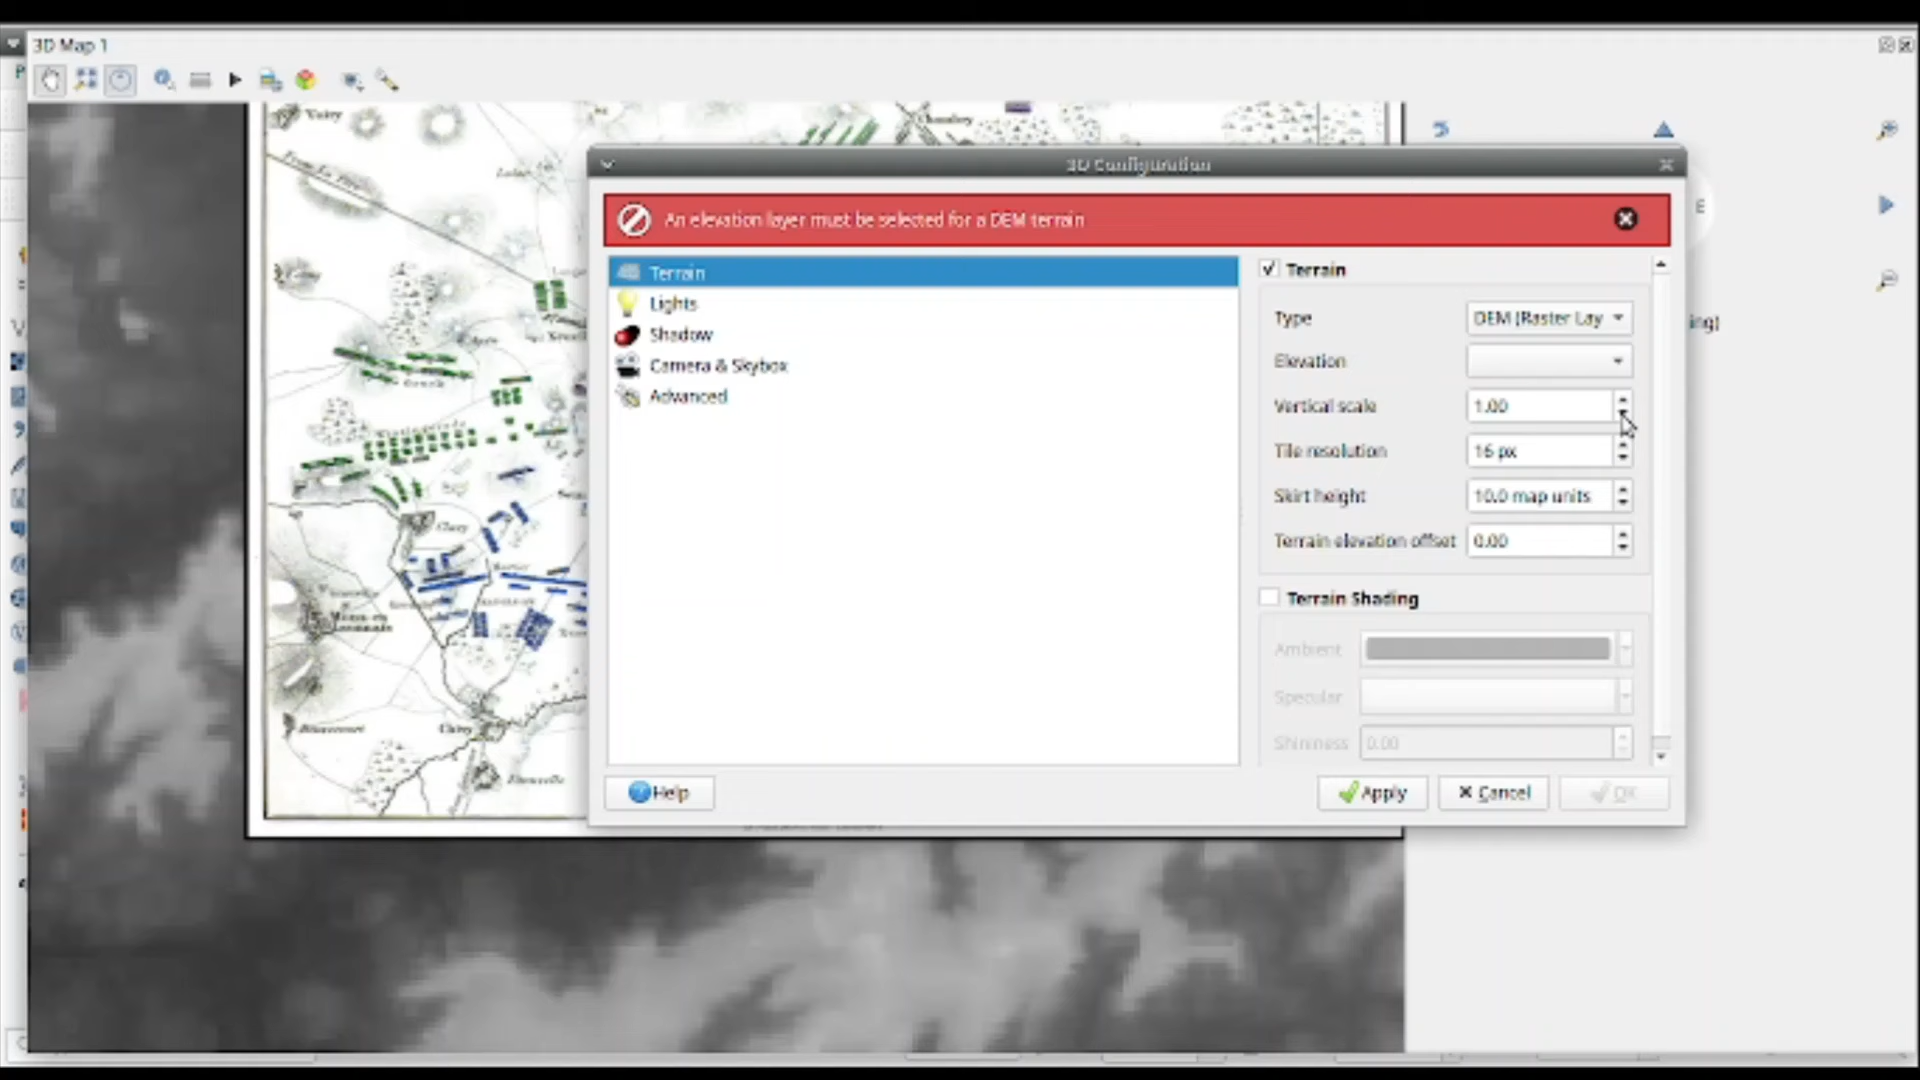 3D Map 1
3D Configuration
An elevation layer must be selected for a DEM terrain
Terrain
Lights
Shadow
Camera & Skybox
Advanced
Terrain
Type DEM (Raster Lay
Elevation
Vertical scale 1.00
Tile resolution 16 px
Skirt height 10.0 map units
Terrain elevation offset 0.00
Terrain Shading
Ambient
Specular
Shininess 0.00
Help
Apply
Cancel
OK
E
ing)